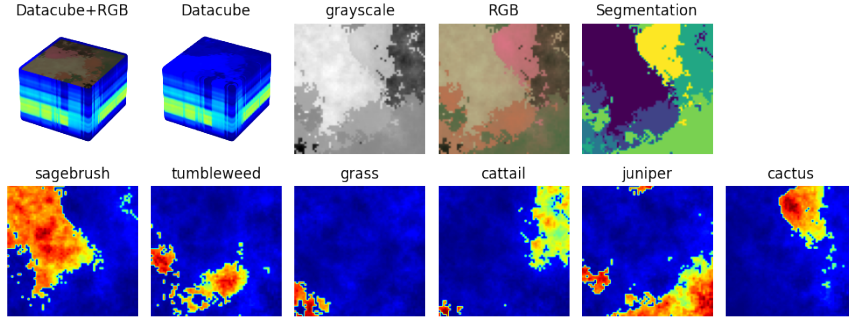 Datacube+RGB Datacube grayscale RGB Segmentation
sagebrush tumbleweed grass cattail juniper cactus